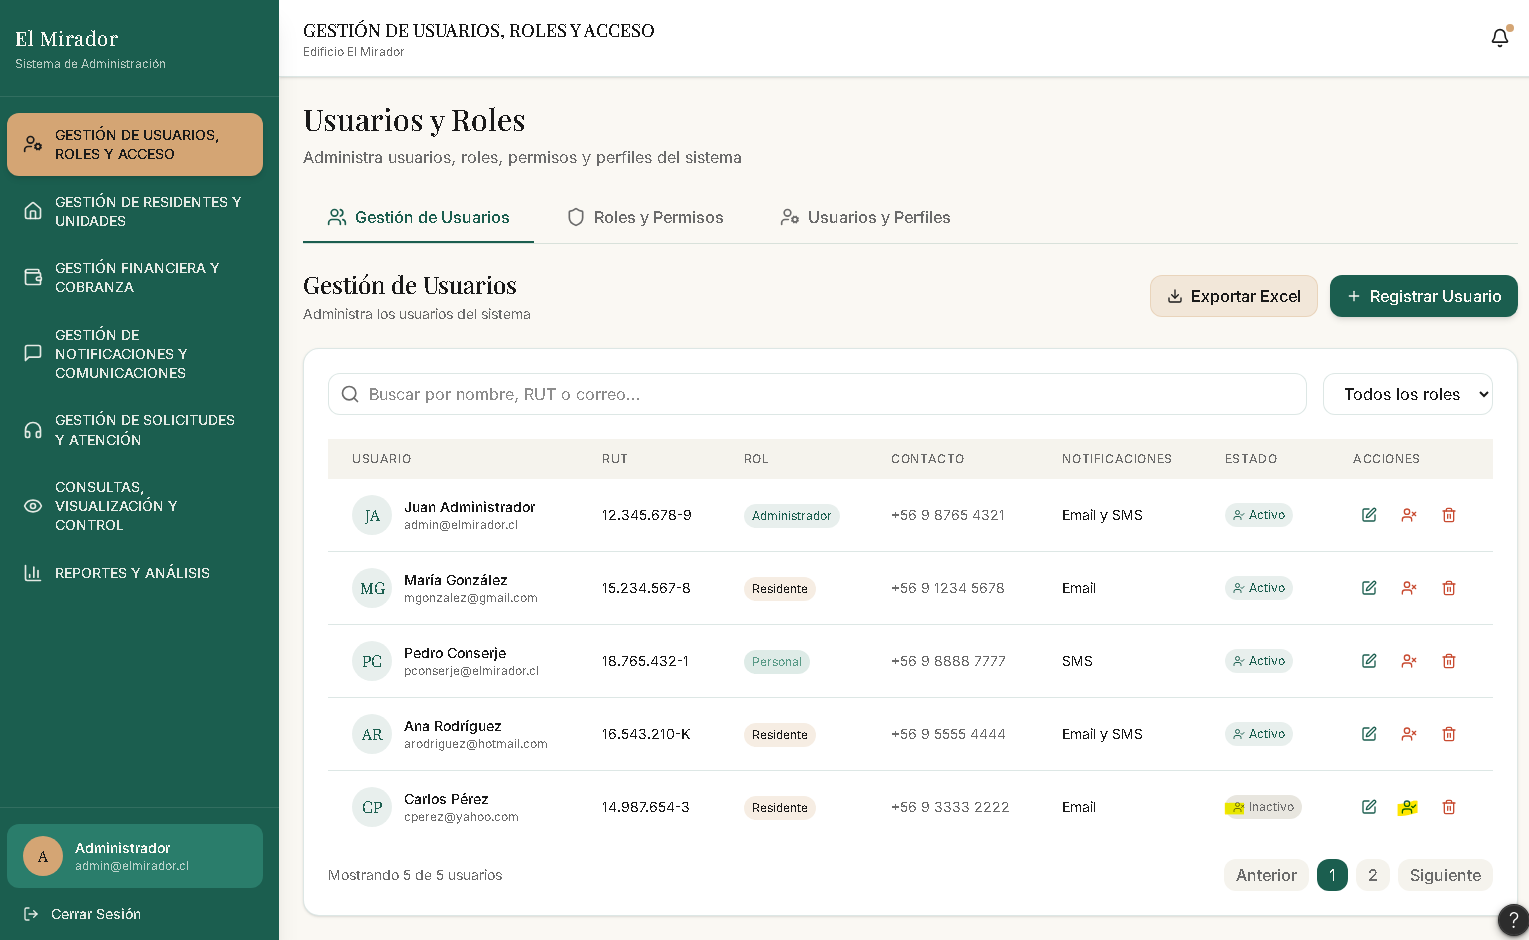 El Mirador
Sistema de Administración
GESTIÓN DE USUARIOS,
ROLES Y ACCESO
GESTIÓN DE RESIDENTES Y
UNIDADES
GESTIÓN FINANCIERA Y
COBRANZA
GESTIÓN DE
NOTIFICACIONES Y
COMUNICACIONES
GESTIÓN DE SOLICITUDES
Y ATENCIÓN
CONSULTAS,
VISUALIZACIÓN Y
CONTROL
REPORTES Y ANÁLISIS
A
Administrador
admin@elmirador.cl
Cerrar Sesión
GESTIÓN DE USUARIOS, ROLES Y ACCESO
Edificio El Mirador
Usuarios y Roles
Administra usuarios, roles, permisos y perfiles del sistema
Gestión de Usuarios Roles y Permisos Usuarios y Perfiles
Gestión de Usuarios
Administra los usuarios del sistema
Exportar Excel + Registrar Usuario
Buscar por nombre, RUT o correo... Todos los roles
USUARIO RUT ROL CONTACTO NOTIFICACIONES ESTADO ACCIONES
JA Juan Administrador 12.345.678-9 Administrador +56 9 8765 4321 Email y SMS Activo
admin@elmirador.cl
MG María González 15.234.567-8 Residente +56 9 1234 5678 Email Activo
mgonzalez@gmail.com
PC Pedro Conserje 18.765.432-1 Personal +56 9 8888 7777 SMS Activo
pconserje@elmirador.cl
AR Ana Rodríguez 16.543.210-K Residente +56 9 5555 4444 Email y SMS Activo
arodriguez@hotmail.com
CP Carlos Pérez 14.987.654-3 Residente +56 9 3333 2222 Email Inactivo
cperez@yahoo.com
Mostrando 5 de 5 usuarios Anterior 1 2 Siguiente
?